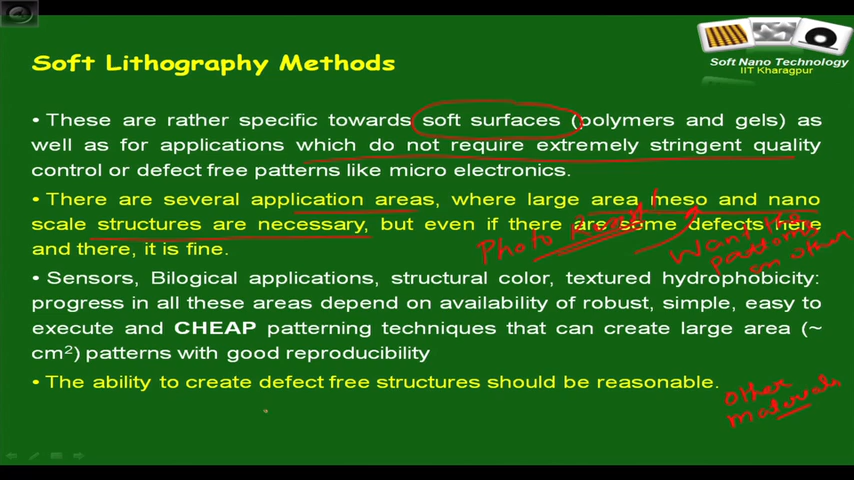 Soft Lithography Methods
Soft Nano Technology
IIT Kharagpur
• These are rather specific towards soft surfaces (polymers and gels) as
well as for applications which do not require extremely stringent quality
control or defect free patterns like micro electronics.
• There are several application areas, where large area meso and nano
scale structures are necessary, but even if there are some defects here
and there, it is fine.
Photo Resist
Want the
patterns
on other
• Sensors, Bilogical applications, structural color, textured hydrophobicity:
progress in all these areas depend on availability of robust, simple, easy to
execute and CHEAP patterning techniques that can create large area (~
cm²) patterns with good reproducibility
• The ability to create defect free structures should be reasonable.
Other
materials